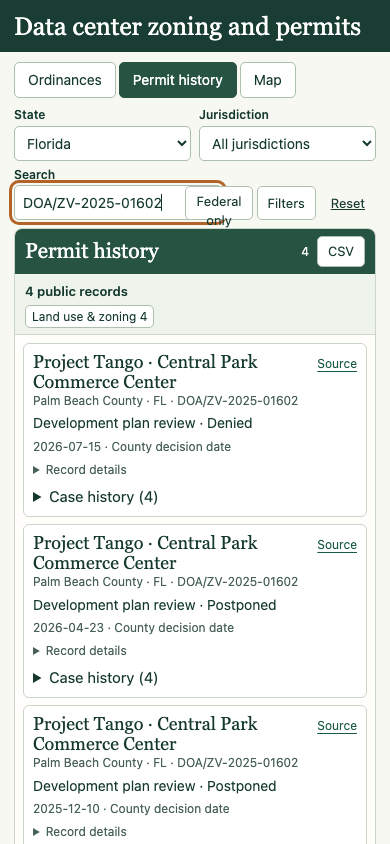 Data center zoning and permits
Ordinances Permit history Map
State Jurisdiction
Florida All jurisdictions
Search
DOA/ZV-2025-01602 Federal only Filters Reset
Permit history 4 CSV
4 public records
Land use & zoning 4
Project Tango · Central Park Commerce Center Source
Palm Beach County · FL · DOA/ZV-2025-01602
Development plan review · Denied
2026-07-15 · County decision date
Record details
Case history (4)
Project Tango · Central Park Commerce Center Source
Palm Beach County · FL · DOA/ZV-2025-01602
Development plan review · Postponed
2026-04-23 · County decision date
Record details
Case history (4)
Project Tango · Central Park Commerce Center Source
Palm Beach County · FL · DOA/ZV-2025-01602
Development plan review · Postponed
2025-12-10 · County decision date
Record details